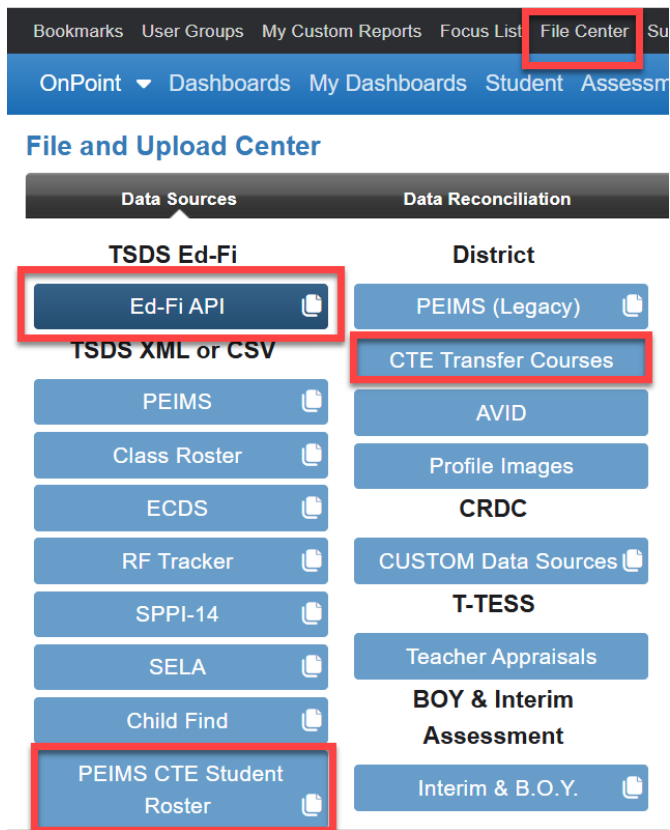 Bookmarks User Groups My Custom Reports Focus List File Center Su
OnPoint Dashboards My Dashboards Student Assessm
File and Upload Center
Data Sources Data Reconciliation
TSDS Ed-Fi
Ed-Fi API
TSDS XML or CSV
PEIMS
Class Roster
ECDS
RF Tracker
SPPI-14
SELA
Child Find
PEIMS CTE Student
Roster
District
PEIMS (Legacy)
CTE Transfer Courses
AVID
Profile Images
CRDC
CUSTOM Data Sources
T-TESS
Teacher Appraisals
BOY & Interim
Assessment
Interim & B.O.Y.